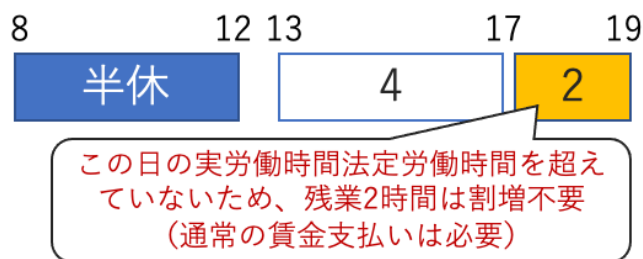 8 12 13 17 19
半休 4 2
この日の実労働時間法定労働時間を超え
ていないため、残業2時間は割増不要
（通常の賃金支払いは必要）